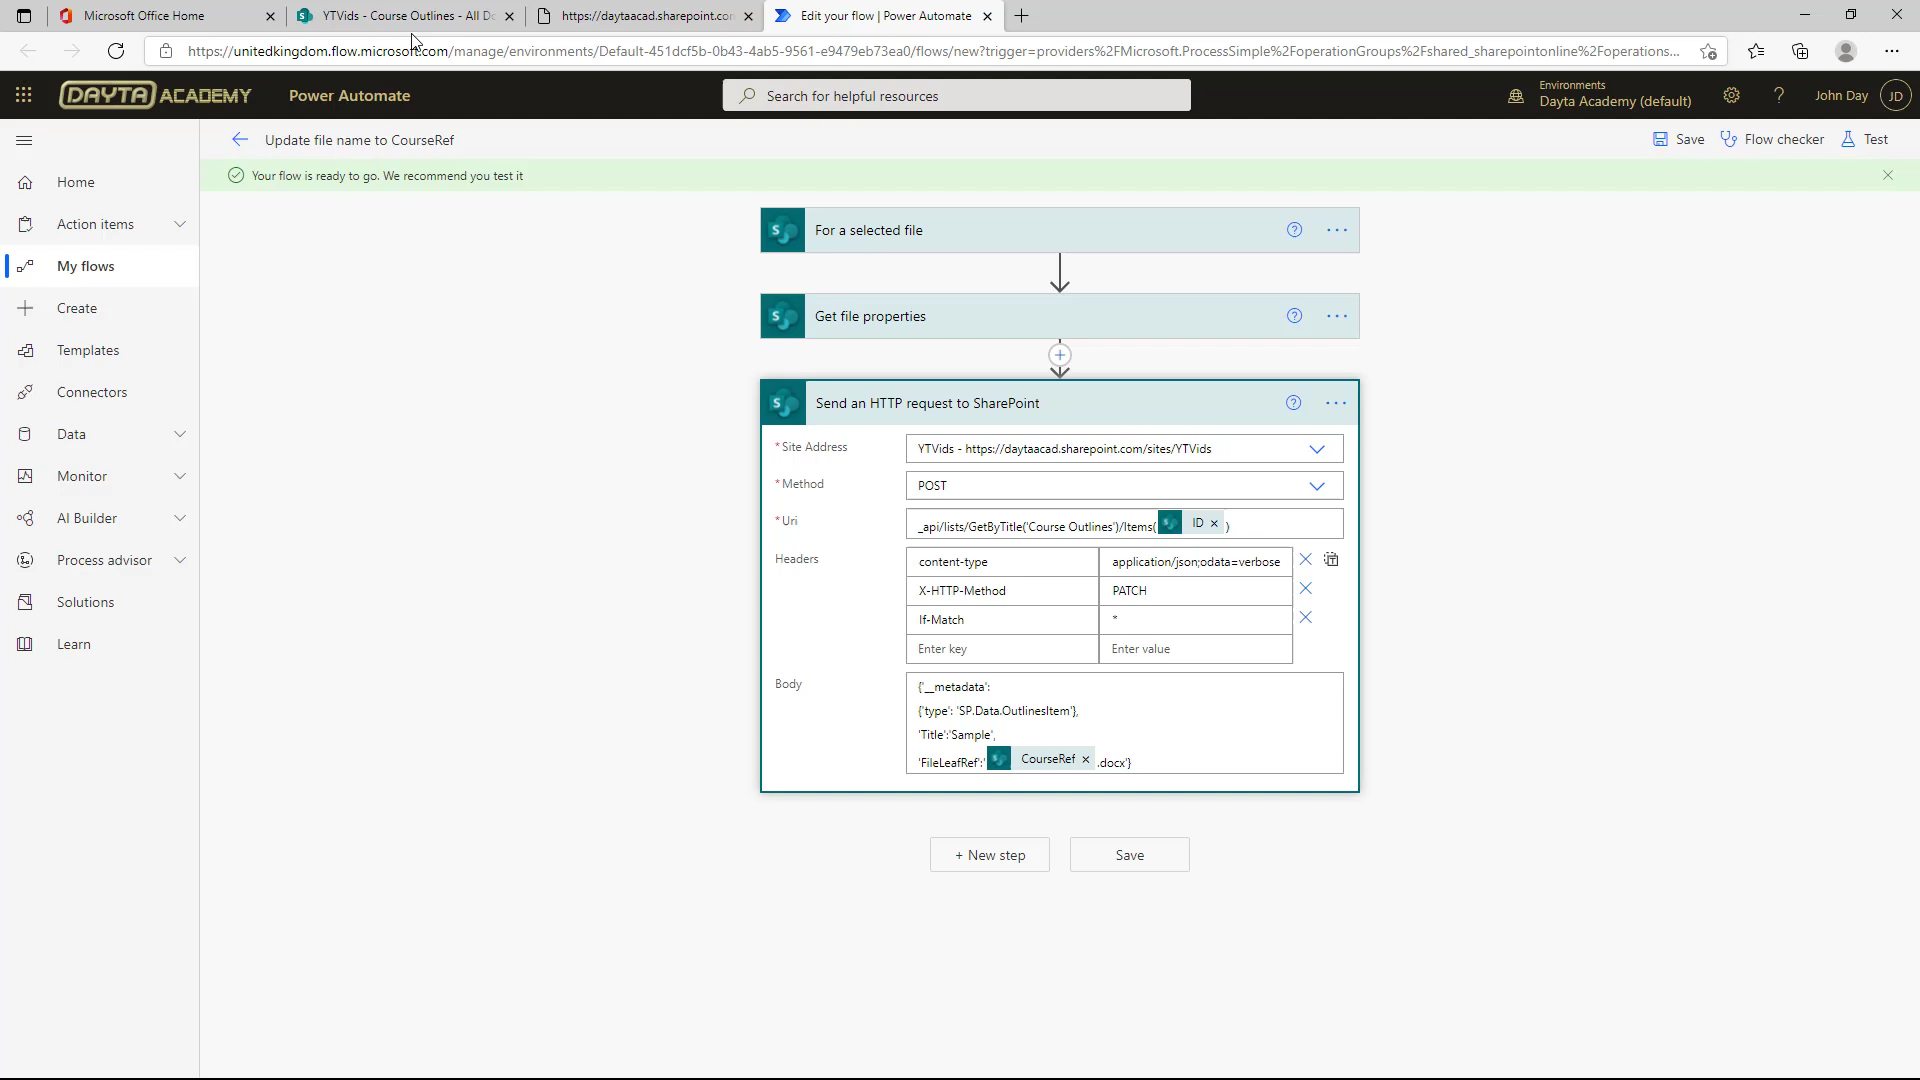 Microsoft Office Home
YTVids - Course Outlines - All Do
https://daytaacad.sharepoint.com
Edit your flow | Power Automate
https://unitedkingdom.flow.microsoft.com/manage/environments/Default-451dcf5b-0b43-4ab5-9561-e9479eb73ea0/flows/new?trigger=providers%2FMicrosoft.ProcessSimple%2FoperationGroups%2Fshared_sharepointonline%2Foperations...
DAYTA ACADEMY
Power Automate
Search for helpful resources
Environments
Dayta Academy (default)
?
John Day
JD
Update file name to CourseRef
Save
Flow checker
Test
Your flow is ready to go. We recommend you test it
Home
Action items
My flows
Create
Templates
Connectors
Data
Monitor
AI Builder
Process advisor
Solutions
Learn
For a selected file
Get file properties
Send an HTTP request to SharePoint
* Site Address
YTVids - https://daytaacad.sharepoint.com/sites/YTVids
* Method
POST
* Uri
_api/lists/GetByTitle('Course Outlines')/Items( ID × )
Headers
content-type
application/json;odata=verbose
X-HTTP-Method
PATCH
If-Match
*
Enter key
Enter value
Body
{'__metadata':
{'type': 'SP.Data.OutlinesItem'},
'Title':'Sample',
'FileLeafRef':' CourseRef × .docx'}
+ New step
Save